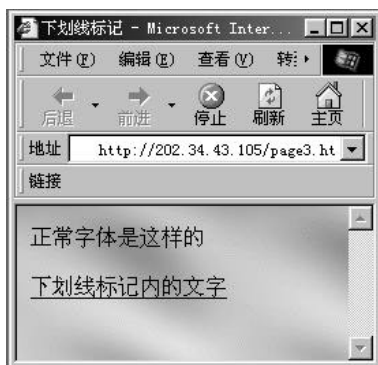 下划线标记 - Microsoft Inter...
文件(F) 编辑(E) 查看(V) 转
后退 前进 停止 刷新 主页
地址 http://202.34.43.105/page3.ht
链接
正常字体是这样的
下划线标记内的文字